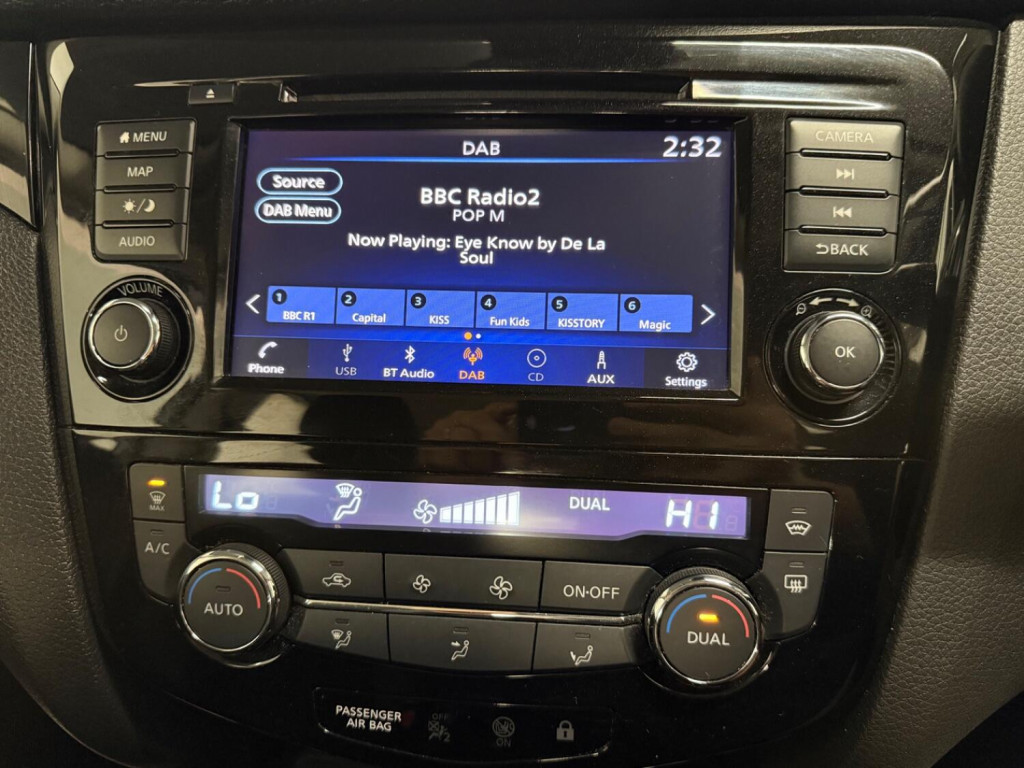 MENU
MAP
AUDIO
VOLUME
DAB
2:32
Source
DAB Menu
BBC Radio2
POP M
Now Playing: Eye Know by De La
Soul
1 BBC R1
2 Capital
3 KISS
4 Fun Kids
5 KISSTORY
6 Magic
Phone
USB
BT Audio
DAB
CD
AUX
Settings
CAMERA
BACK
OK
MAX
A/C
Lo
DUAL
HI
AUTO
ON·OFF
DUAL
PASSENGER
AIR BAG
OFF
2
ON